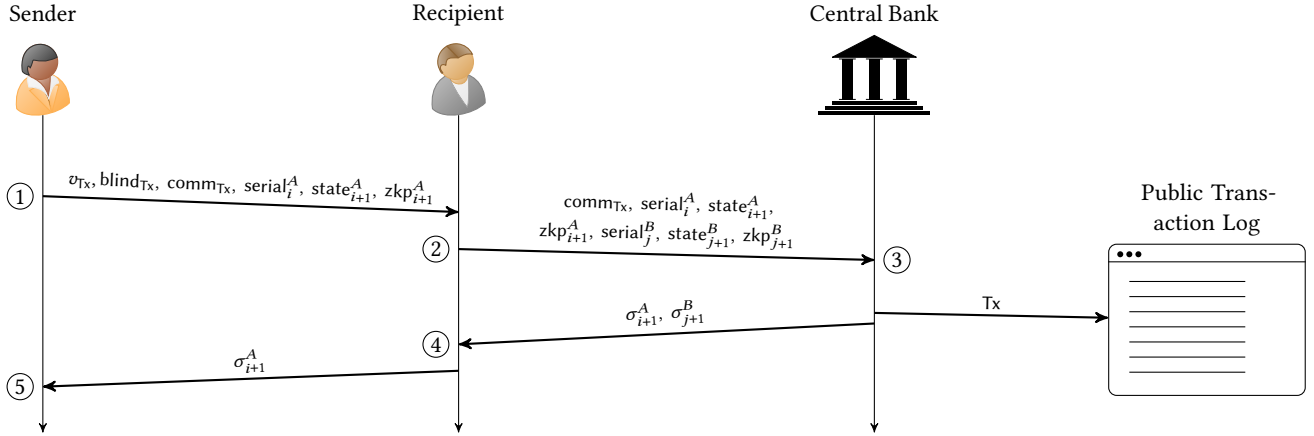 Sender
Recipient
Central Bank
① v_Tx, blind_Tx, comm_Tx, serial_i^A, state_{i+1}^A, zkp_{i+1}^A
comm_Tx, serial_i^A, state_{i+1}^A,
zkp_{i+1}^A, serial_j^B, state_{j+1}^B, zkp_{j+1}^B
②
③
Public Trans-
action Log
Tx
σ_{i+1}^A, σ_{j+1}^B
④
σ_{i+1}^A
⑤